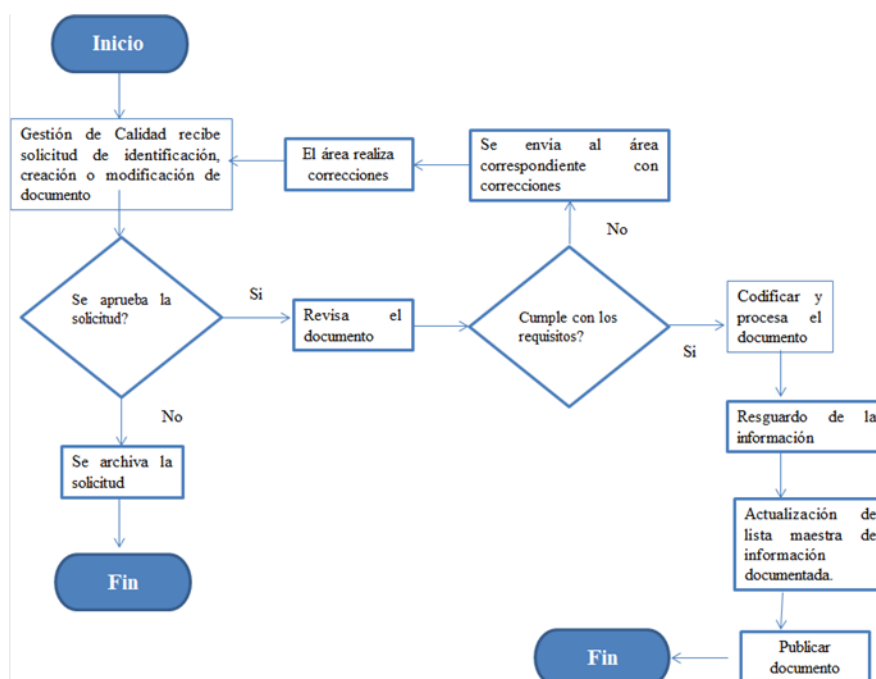 Inicio
Gestión de Calidad recibe
solicitud de identificación,
creación o modificación de
documento
El área realiza
correcciones
Se envia al área
correspondiente con
correcciones
No
Se aprueba la
solicitud?
Si
Revisa el
documento
Cumple con los
requisitos?
Si
Codificar y
procesa el
documento
No
Se archiva la
solicitud
Fin
Resguardo de la
información
Actualización de
lista maestra de
información
documentada.
Publicar
documento
Fin